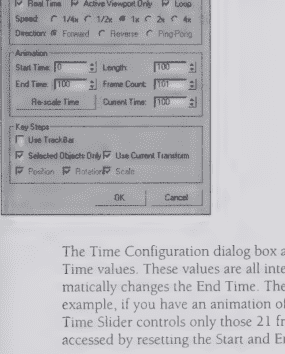 Real Time Active Viewport Only Loop
Speed: 1/4x 1/2x 1x 2x 4x
Direction: Forward Reverse Ping-Pong
Animation
Start Time: 0 Length: 100
End Time: 100 Frame Count: 101
Re-scale Time Current Time: 100
Key Steps
Use TrackBar
Selected Objects Only Use Current Transform
Position Rotation Scale
OK Cancel
The Time Configuration dialog box a
Time values. These values are all inte
matically changes the End Time. The
example, if you have an animation of
Time Slider controls only those 21 fr
accessed by resetting the Start and E